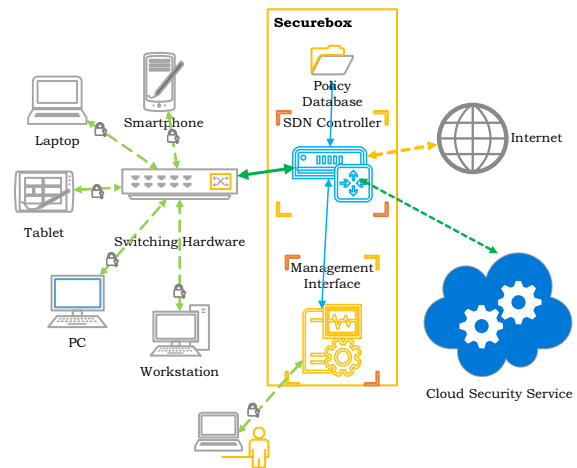 Securebox
Policy
Database
SDN Controller
Smartphone
Laptop
Internet
Tablet
Switching Hardware
Management
Interface
PC
Workstation
Cloud Security Service